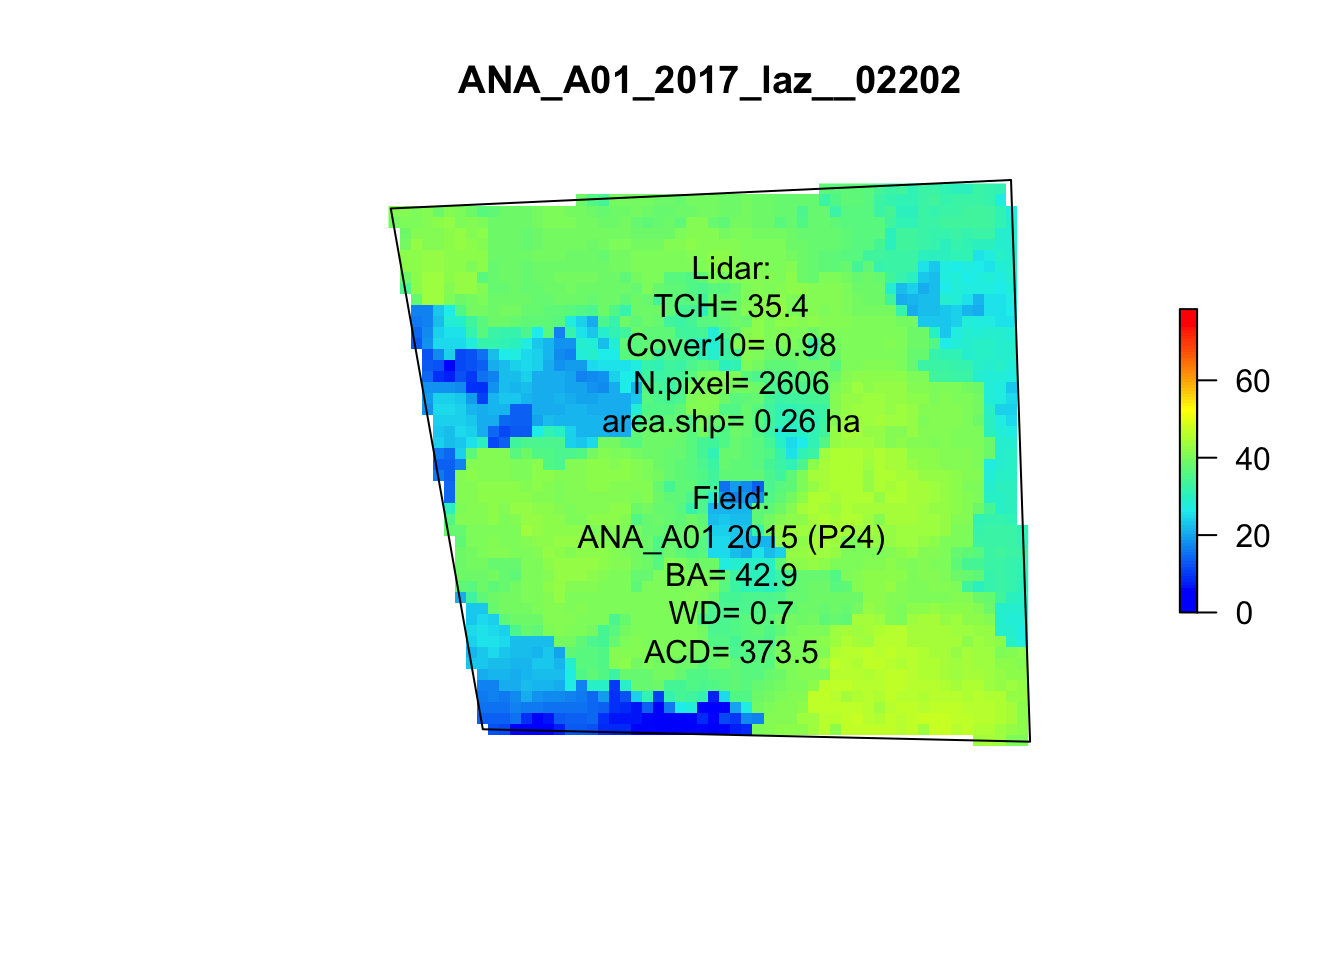 ANA_A01_2017_laz__02202
Lidar:
TCH= 35.4
Cover10= 0.98
N.pixel= 2606
area.shp= 0.26 ha
Field:
ANA_A01 2015 (P24)
BA= 42.9
WD= 0.7
ACD= 373.5
60
40
20
0